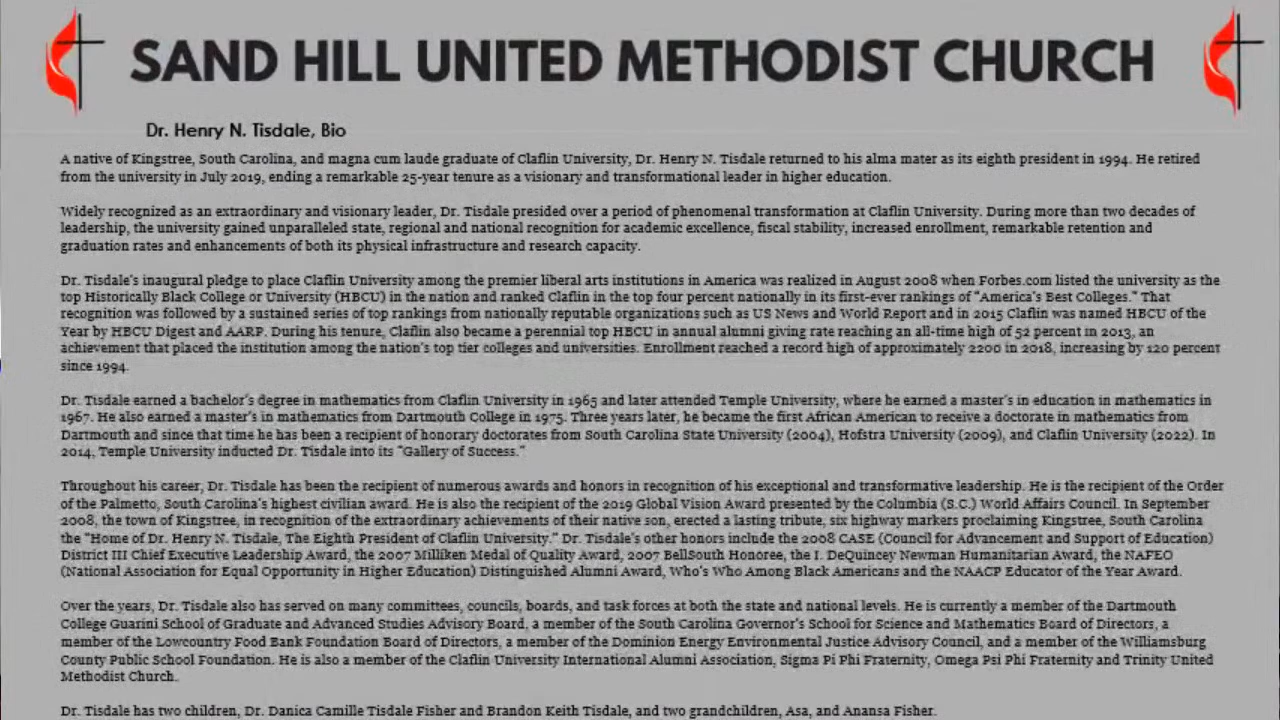 SAND HILL UNITED METHODIST CHURCH
Dr. Henry N. Tisdale, Bio
A native of Kingstree, South Carolina, and magna cum laude graduate of Claflin University, Dr. Henry N. Tisdale returned to his alma mater as its eighth president in 1994. He retired
from the university in July 2019, ending a remarkable 25-year tenure as a visionary and transformational leader in higher education.
Widely recognized as an extraordinary and visionary leader, Dr. Tisdale presided over a period of phenomenal transformation at Claflin University. During more than two decades of
leadership, the university gained unparalleled state, regional and national recognition for academic excellence, fiscal stability, increased enrollment, remarkable retention and
graduation rates and enhancements of both its physical infrastructure and research capacity.
Dr. Tisdale's inaugural pledge to place Claflin University among the premier liberal arts institutions in America was realized in August 2008 when Forbes.com listed the university as the
top Historically Black College or University (HBCU) in the nation and ranked Claflin in the top four percent nationally in its first-ever rankings of "America's Best Colleges." That
recognition was followed by a sustained series of top rankings from nationally reputable organizations such as US News and World Report and in 2015 Claflin was named HBCU of the
Year by HBCU Digest and AARP. During his tenure, Claflin also became a perennial top HBCU in annual alumni giving rate reaching an all-time high of 52 percent in 2013, an
achievement that placed the institution among the nation's top tier colleges and universities. Enrollment reached a record high of approximately 2200 in 2018, increasing by 120 percent
since 1994.
Dr. Tisdale earned a bachelor's degree in mathematics from Claflin University in 1965 and later attended Temple University, where he earned a master's in education in mathematics in
1967. He also earned a master's in mathematics from Dartmouth College in 1975. Three years later, he became the first African American to receive a doctorate in mathematics from
Dartmouth and since that time he has been a recipient of honorary doctorates from South Carolina State University (2004), Hofstra University (2009), and Claflin University (2022). In
2014, Temple University inducted Dr. Tisdale into its "Gallery of Success."
Throughout his career, Dr. Tisdale has been the recipient of numerous awards and honors in recognition of his exceptional and transformative leadership. He is the recipient of the Order
of the Palmetto, South Carolina's highest civilian award. He is also the recipient of the 2019 Global Vision Award presented by the Columbia (S.C.) World Affairs Council. In September
2008, the town of Kingstree, in recognition of the extraordinary achievements of their native son, erected a lasting tribute, six highway markers proclaiming Kingstree, South Carolina
the "Home of Dr. Henry N. Tisdale, The Eighth President of Claflin University." Dr. Tisdale's other honors include the 2008 CASE (Council for Advancement and Support of Education)
District III Chief Executive Leadership Award, the 2007 Milliken Medal of Quality Award, 2007 BellSouth Honoree, the I. DeQuincey Newman Humanitarian Award, the NAFEO
(National Association for Equal Opportunity in Higher Education) Distinguished Alumni Award, Who's Who Among Black Americans and the NAACP Educator of the Year Award.
Over the years, Dr. Tisdale also has served on many committees, councils, boards, and task forces at both the state and national levels. He is currently a member of the Dartmouth
College Guarini School of Graduate and Advanced Studies Advisory Board, a member of the South Carolina Governor's School for Science and Mathematics Board of Directors, a
member of the Lowcountry Food Bank Foundation Board of Directors, a member of the Dominion Energy Environmental Justice Advisory Council, and a member of the Williamsburg
County Public School Foundation. He is also a member of the Claflin University International Alumni Association, Sigma Pi Phi Fraternity, Omega Psi Phi Fraternity and Trinity United
Methodist Church.
Dr. Tisdale has two children, Dr. Danica Camille Tisdale Fisher and Brandon Keith Tisdale, and two grandchildren, Asa, and Anansa Fisher.